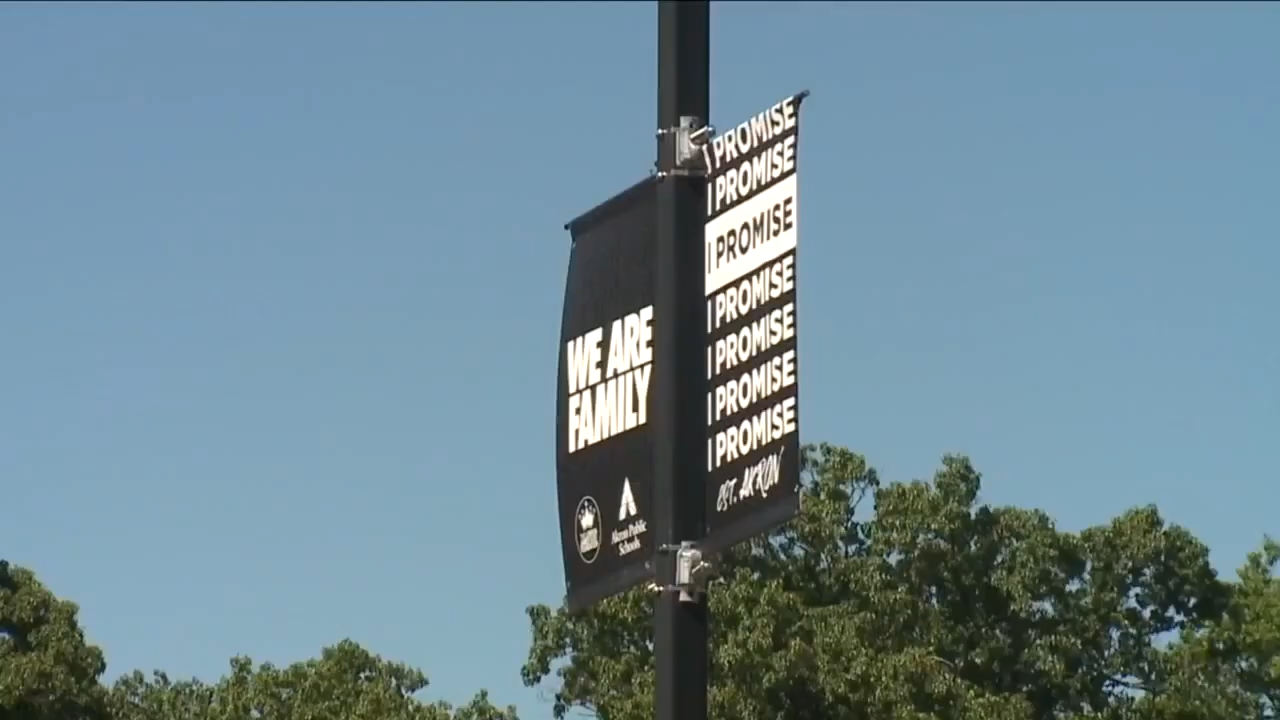 WE ARE
FAMILY
Akron Public
Schools
I PROMISE
I PROMISE
I PROMISE
I PROMISE
I PROMISE
I PROMISE
I PROMISE
EST. AKRON